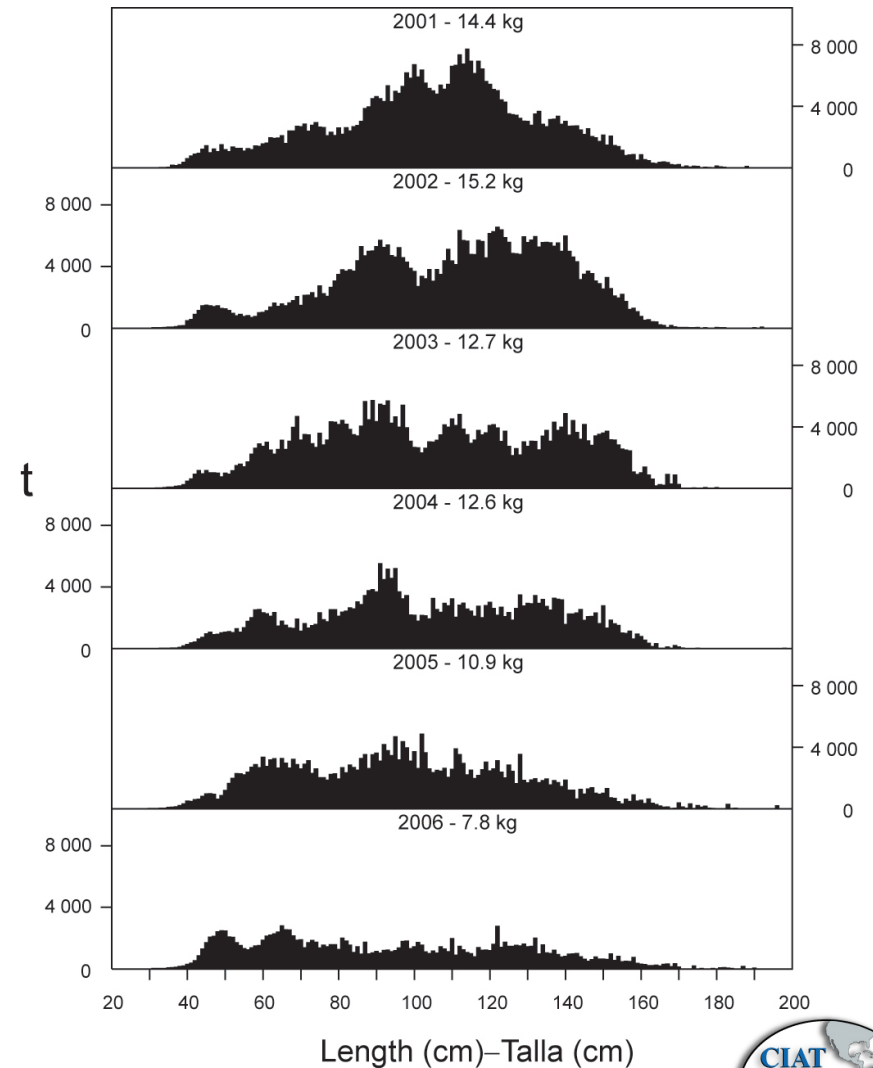 2001 - 14.4 kg
8 000
4 000
0
2002 - 15.2 kg
8 000
4 000
0
2003 - 12.7 kg
8 000
4 000
0
t
2004 - 12.6 kg
8 000
4 000
0
2005 - 10.9 kg
8 000
4 000
0
2006 - 7.8 kg
8 000
4 000
0
20 40 60 80 100 120 140 160 180 200
Length (cm)–Talla (cm)
CIAT